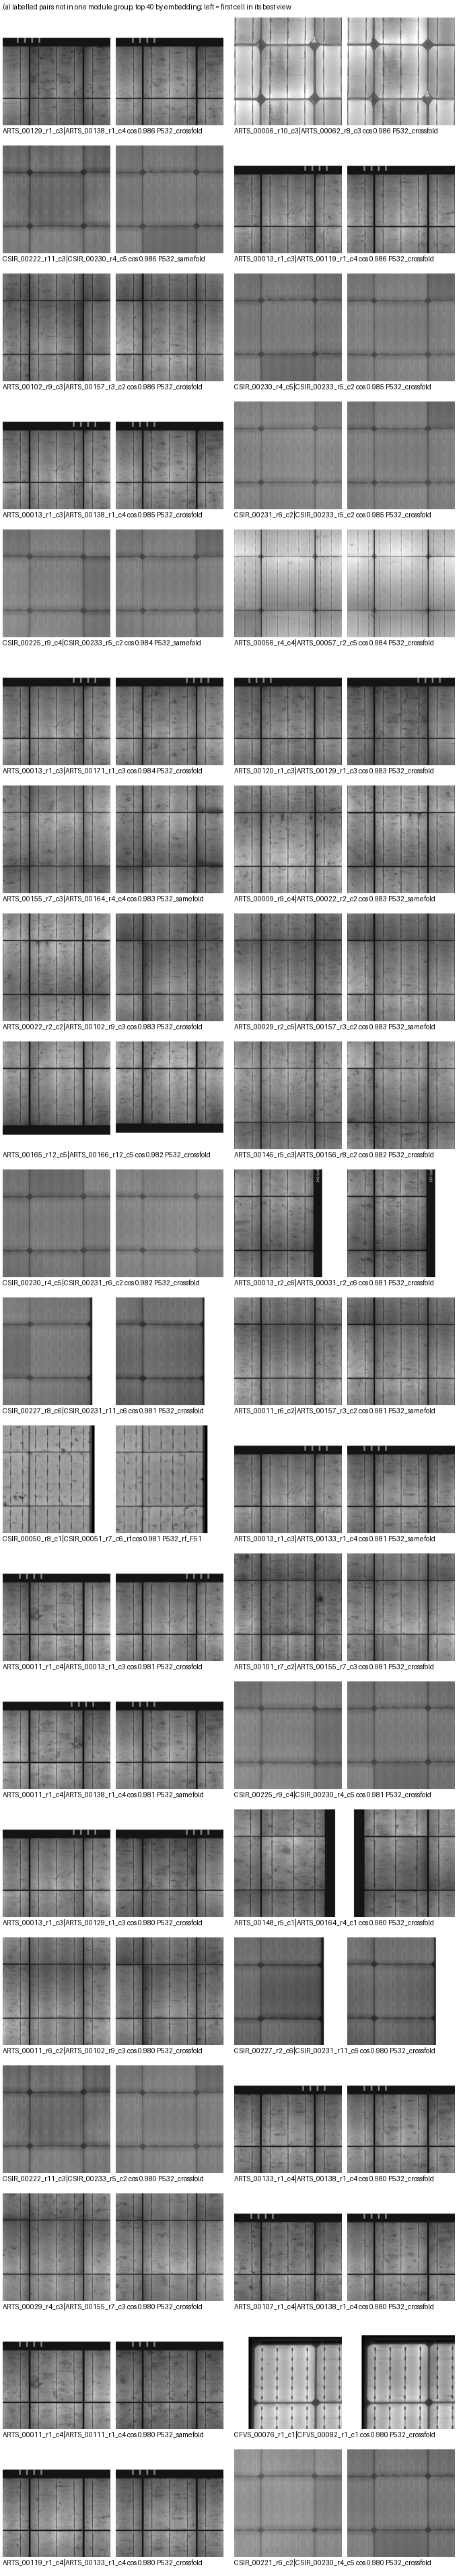 (a) labelled pairs not in one module group, top 40 by embedding; left = first cell in its best view
ARTS_00129_r1_c3|ARTS_00138_r1_c4 cos 0.986 P532_crossfold
ARTS_00006_r10_c3|ARTS_00062_r8_c3 cos 0.986 P532_crossfold
CSIR_00222_r11_c3|CSIR_00230_r4_c5 cos 0.986 P532_samefold
ARTS_00013_r1_c3|ARTS_00119_r1_c4 cos 0.986 P532_crossfold
ARTS_00102_r9_c3|ARTS_00157_r3_c2 cos 0.986 P532_crossfold
CSIR_00230_r4_c5|CSIR_00233_r5_c2 cos 0.985 P532_crossfold
ARTS_00013_r1_c3|ARTS_00138_r1_c4 cos 0.985 P532_crossfold
CSIR_00231_r6_c2|CSIR_00233_r5_c2 cos 0.985 P532_crossfold
CSIR_00225_r9_c4|CSIR_00233_r5_c2 cos 0.984 P532_samefold
ARTS_00056_r4_c4|ARTS_00057_r2_c5 cos 0.984 P532_crossfold
ARTS_00013_r1_c3|ARTS_00171_r1_c3 cos 0.984 P532_crossfold
ARTS_00120_r1_c3|ARTS_00129_r1_c3 cos 0.983 P532_crossfold
ARTS_00155_r7_c3|ARTS_00164_r4_c4 cos 0.983 P532_samefold
ARTS_00009_r9_c4|ARTS_00022_r2_c2 cos 0.983 P532_samefold
ARTS_00022_r2_c2|ARTS_00102_r9_c3 cos 0.983 P532_crossfold
ARTS_00029_r2_c5|ARTS_00157_r3_c2 cos 0.983 P532_samefold
ARTS_00165_r12_c5|ARTS_00166_r12_c5 cos 0.982 P532_crossfold
ARTS_00145_r5_c3|ARTS_00156_r8_c2 cos 0.982 P532_crossfold
CSIR_00230_r4_c5|CSIR_00231_r6_c2 cos 0.982 P532_crossfold
ARTS_00013_r2_c6|ARTS_00031_r2_c6 cos 0.981 P532_crossfold
CSIR_00227_r8_c6|CSIR_00231_r11_c6 cos 0.981 P532_crossfold
ARTS_00011_r6_c2|ARTS_00157_r3_c2 cos 0.981 P532_samefold
CSIR_00050_r8_c1|CSIR_00051_r7_c6_rf cos 0.981 P532_rf_F51
ARTS_00013_r1_c3|ARTS_00133_r1_c4 cos 0.981 P532_samefold
ARTS_00011_r1_c4|ARTS_00013_r1_c3 cos 0.981 P532_crossfold
ARTS_00101_r7_c2|ARTS_00155_r7_c3 cos 0.981 P532_crossfold
ARTS_00011_r1_c4|ARTS_00138_r1_c4 cos 0.981 P532_samefold
CSIR_00225_r9_c4|CSIR_00230_r4_c5 cos 0.981 P532_crossfold
ARTS_00013_r1_c3|ARTS_00129_r1_c3 cos 0.980 P532_crossfold
ARTS_00148_r5_c1|ARTS_00164_r4_c1 cos 0.980 P532_crossfold
ARTS_00011_r6_c2|ARTS_00102_r9_c3 cos 0.980 P532_crossfold
CSIR_00227_r2_c6|CSIR_00231_r11_c6 cos 0.980 P532_crossfold
CSIR_00222_r11_c3|CSIR_00233_r5_c2 cos 0.980 P532_crossfold
ARTS_00133_r1_c4|ARTS_00138_r1_c4 cos 0.980 P532_crossfold
ARTS_00029_r4_c3|ARTS_00155_r7_c3 cos 0.980 P532_crossfold
ARTS_00107_r1_c4|ARTS_00138_r1_c4 cos 0.980 P532_crossfold
ARTS_00011_r1_c4|ARTS_00111_r1_c4 cos 0.980 P532_samefold
CFVS_00076_r1_c1|CFVS_00082_r1_c1 cos 0.980 P532_crossfold
ARTS_00119_r1_c4|ARTS_00133_r1_c4 cos 0.980 P532_crossfold
CSIR_00221_r6_c2|CSIR_00230_r4_c5 cos 0.980 P532_crossfold